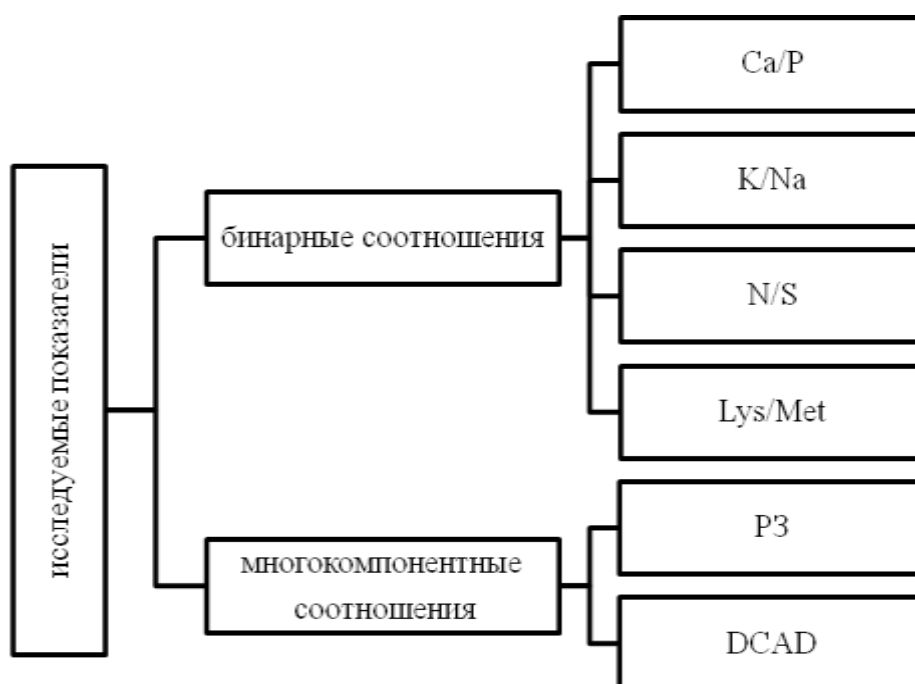 исследуемые показатели
бинарные соотношения
Ca/P
K/Na
N/S
Lys/Met
многокомпонентные
соотношения
РЗ
DCAD